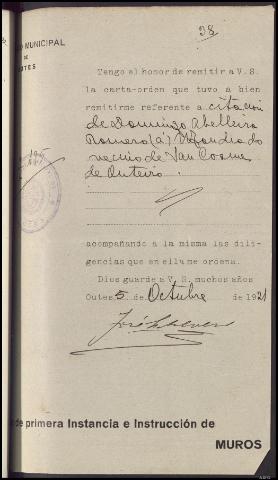 38
O MUNICIPAL
DE
OUTES
Tengo el honor de remitir a V.S.
la carta-orden que tuvo a bien
remitirme referente a citación
de Domingo Abelleira
Romero (a)
vecino de San Cosme
de Outeiro
acompañando a la misma las dili-
gencias que en ella me ordena.
Dios guarde a V. S. muchos años
Outes 5 de Octubre de 1921
José
de primera Instancia e Instrucción de
MUROS